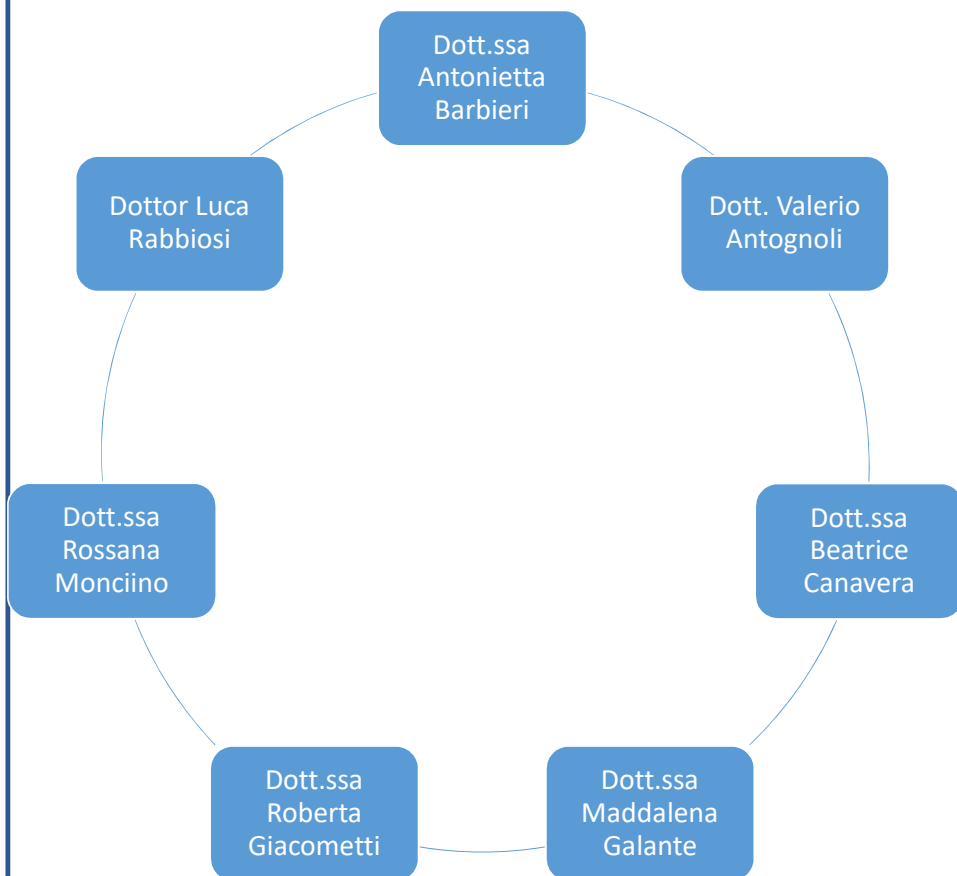 Dott.ssa
Antonietta
Barbieri
Dott. Valerio
Antognoli
Dott.ssa
Beatrice
Canavera
Dott.ssa
Maddalena
Galante
Dott.ssa
Roberta
Giacometti
Dott.ssa
Rossana
Monciino
Dottor Luca
Rabbiosi